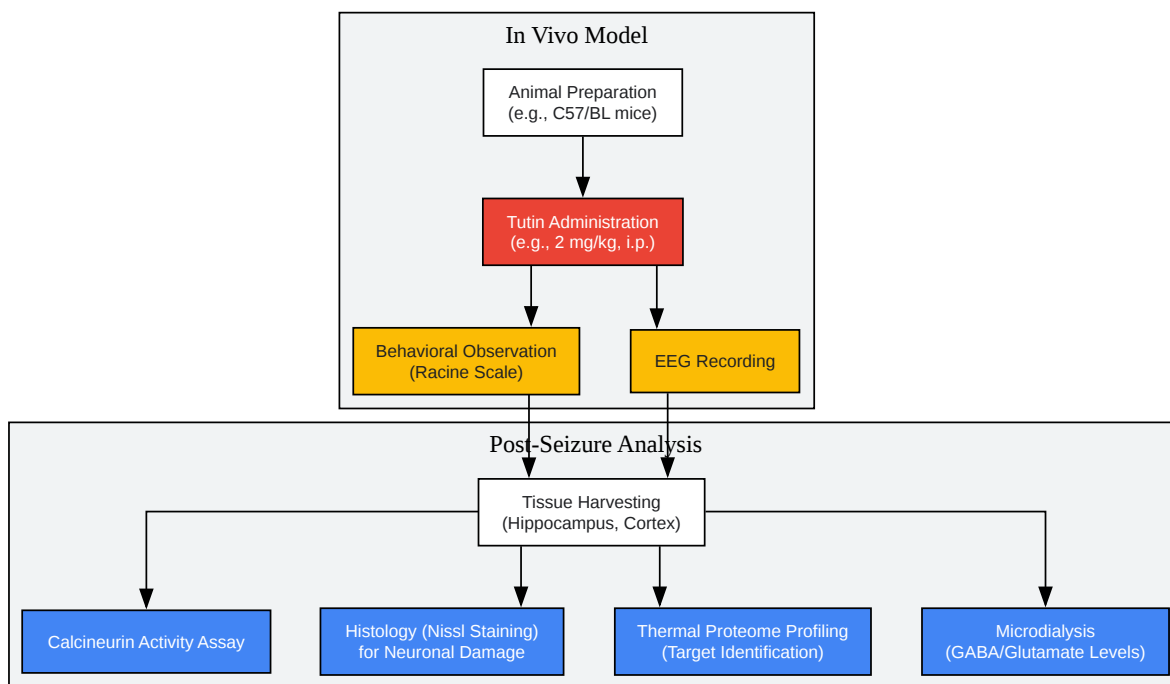 In Vivo Model
Animal Preparation
(e.g., C57/BL mice)
Tutin Administration
(e.g., 2 mg/kg, i.p.)
Behavioral Observation
(Racine Scale)
EEG Recording
Post-Seizure Analysis
Tissue Harvesting
(Hippocampus, Cortex)
Calcineurin Activity Assay
Histology (Nissl Staining)
for Neuronal Damage
Thermal Proteome Profiling
(Target Identification)
Microdialysis
(GABA/Glutamate Levels)